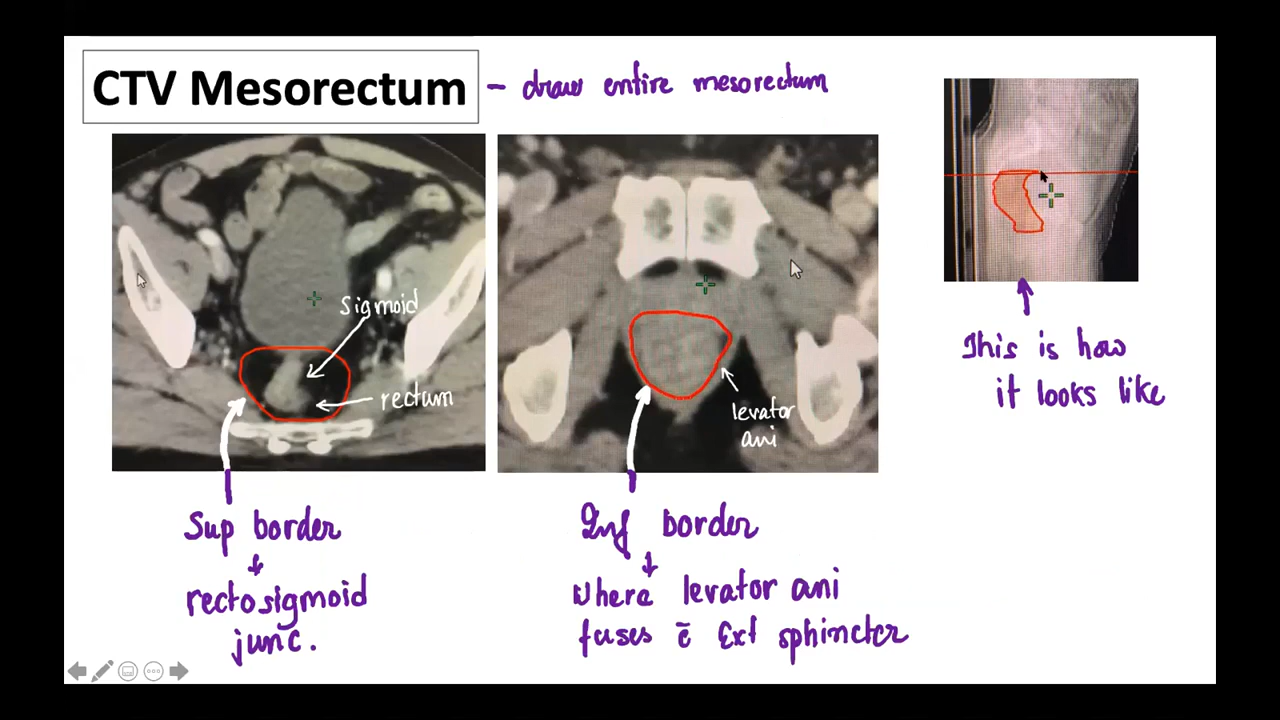 CTV Mesorectum - draw entire mesorectum
sigmoid
rectum
levator
ani
This is how
it looks like
Sup border
rectosigmoid
junc.
Inf border
where levator ani
fuses c̄ Ext sphincter